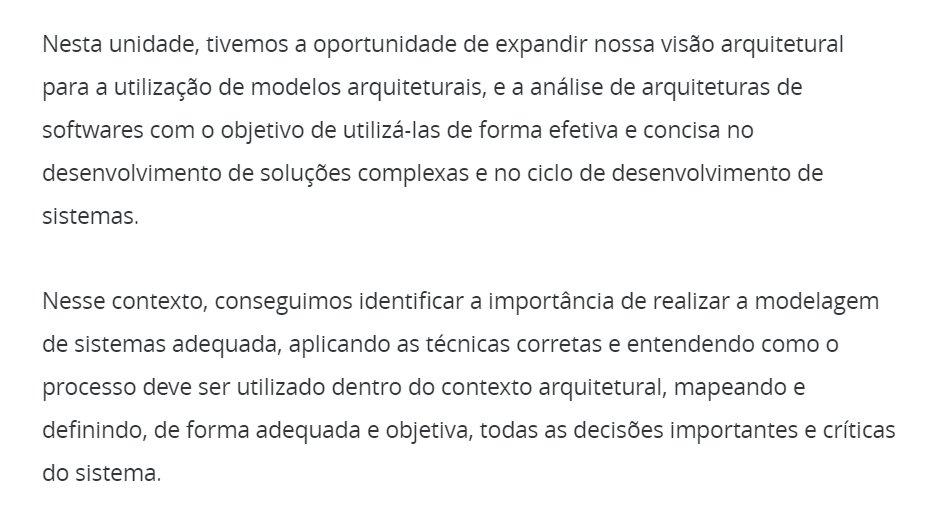 Nesta unidade, tivemos a oportunidade de expandir nossa visão arquitetural
para a utilização de modelos arquiteturais, e a análise de arquiteturas de
softwares com o objetivo de utilizá-las de forma efetiva e concisa no
desenvolvimento de soluções complexas e no ciclo de desenvolvimento de
sistemas.
Nesse contexto, conseguimos identificar a importância de realizar a modelagem
de sistemas adequada, aplicando as técnicas corretas e entendendo como o
processo deve ser utilizado dentro do contexto arquitetural, mapeando e
definindo, de forma adequada e objetiva, todas as decisões importantes e críticas
do sistema.